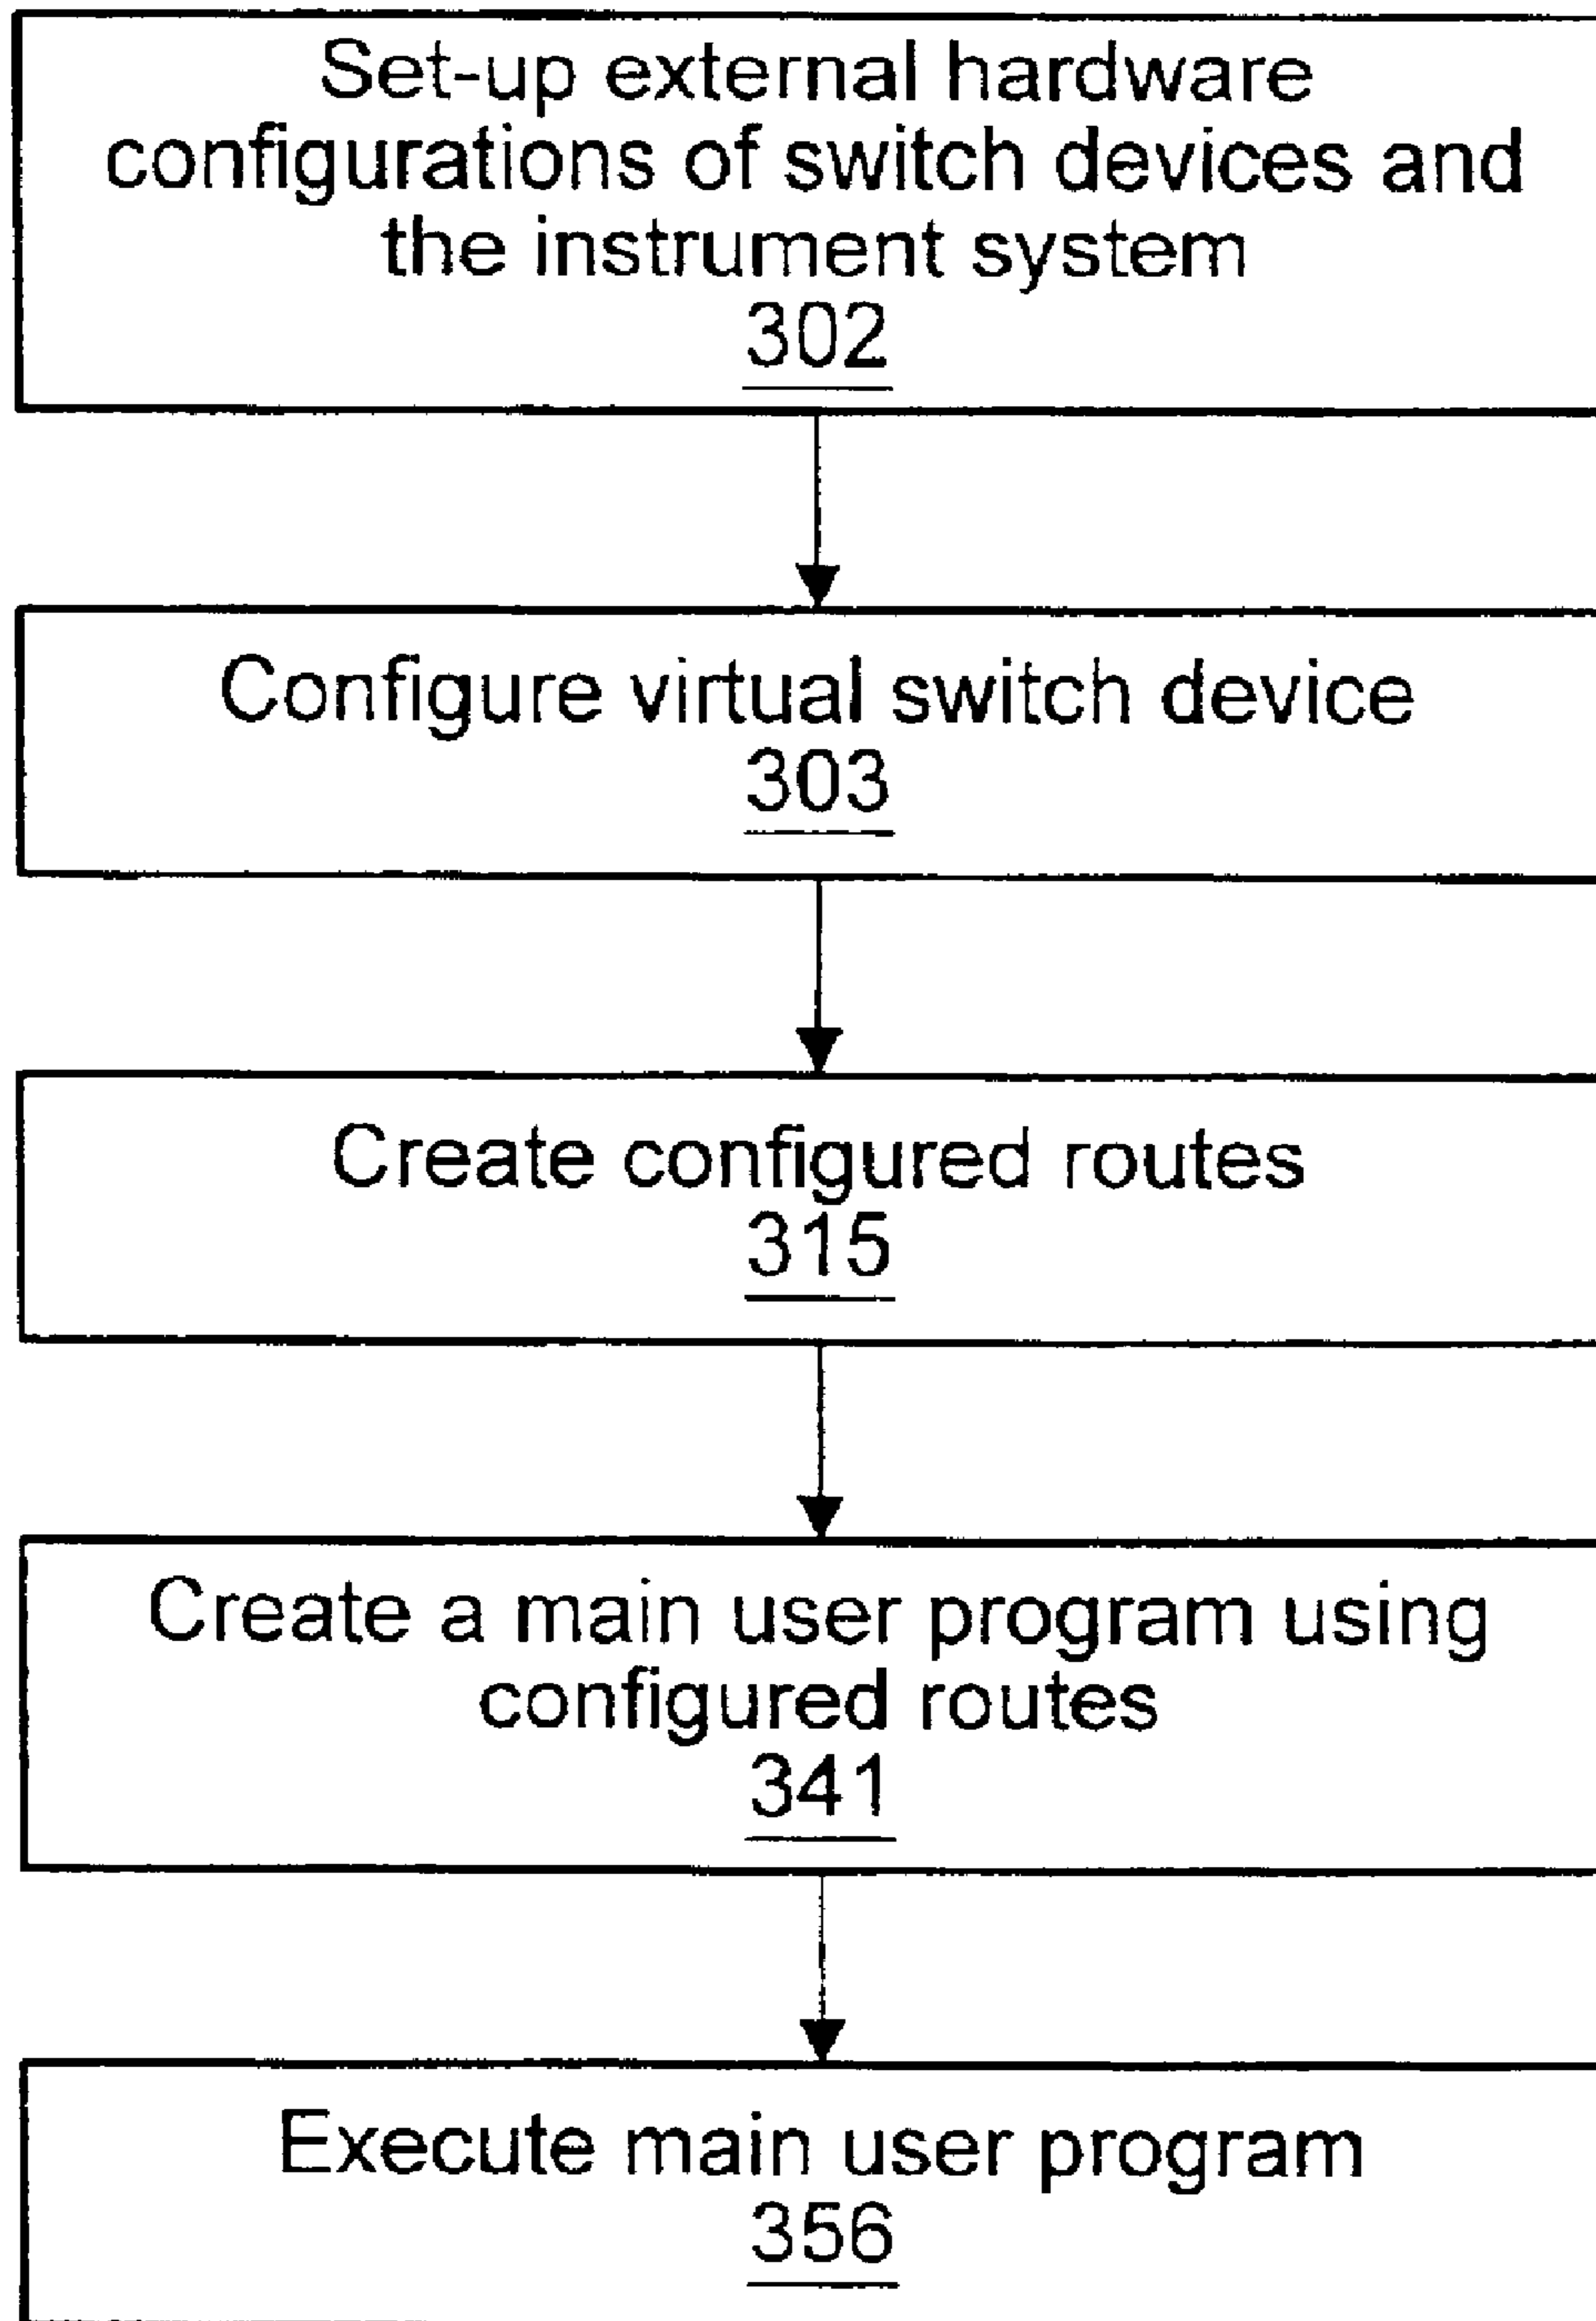 Set-up external hardware
configurations of switch devices and
the instrument system
302
Configure virtual switch device
303
Create configured routes
315
Create a main user program using
configured routes
341
Execute main user program
356